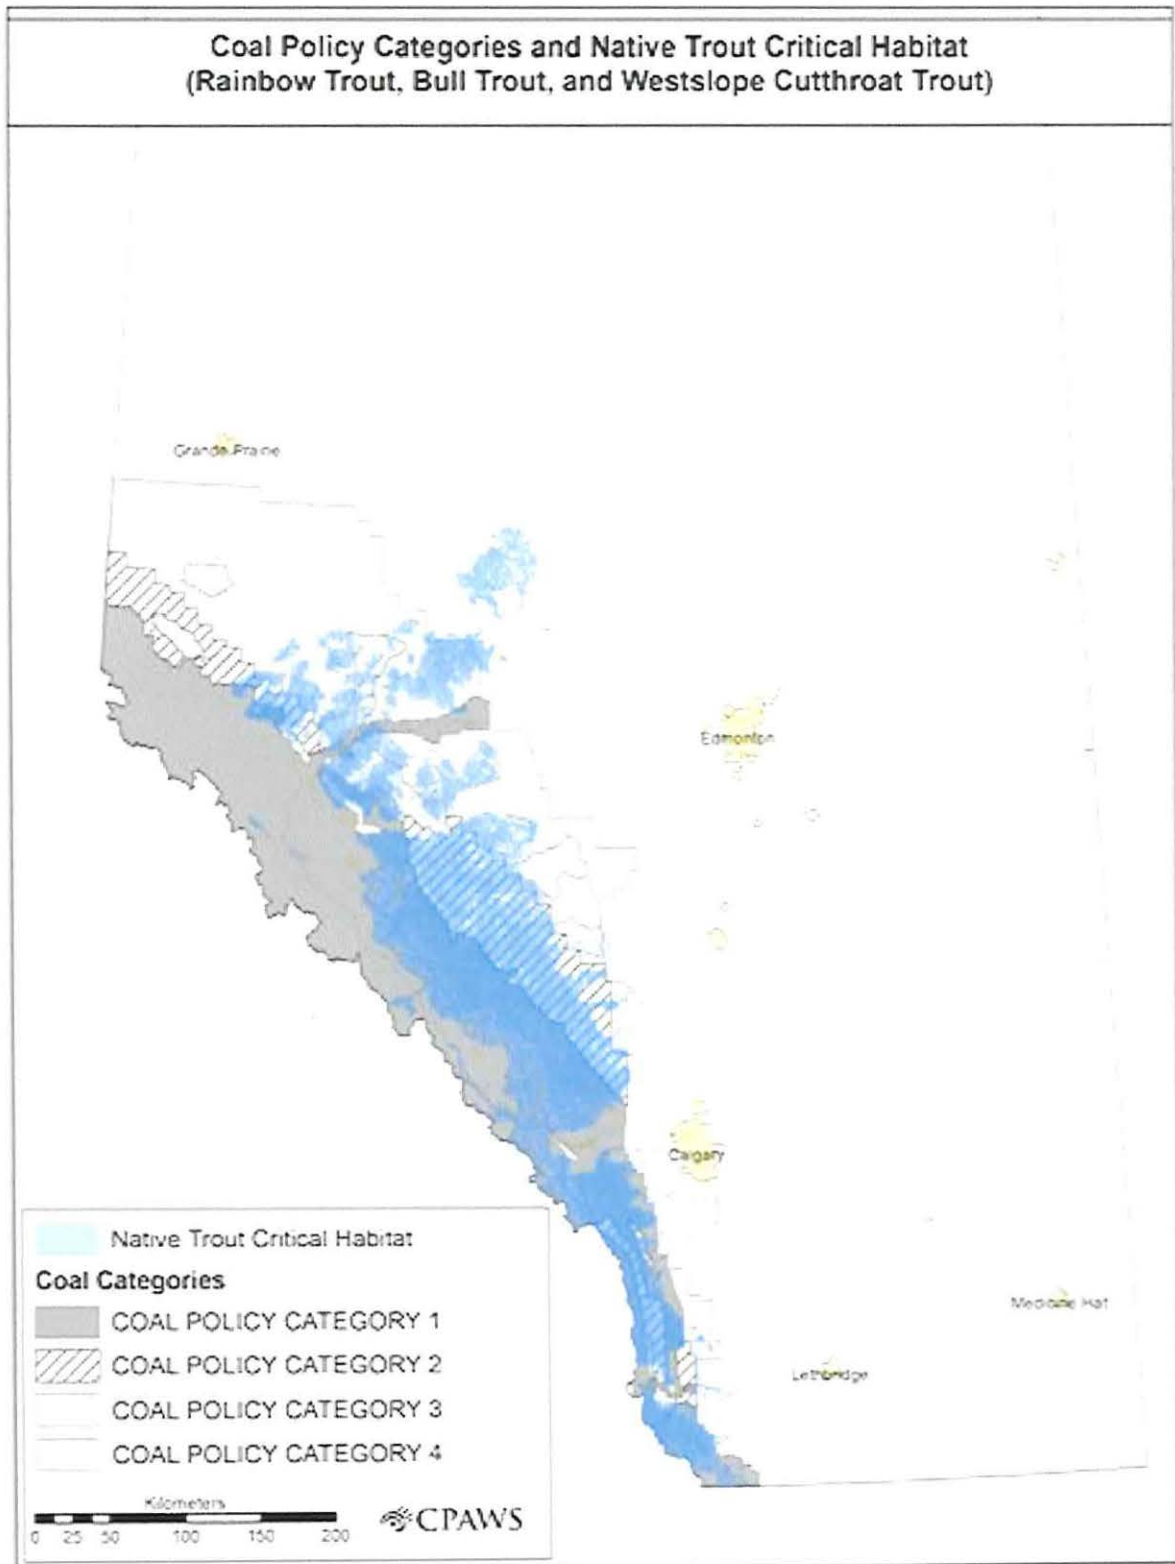 Coal Policy Categories and Native Trout Critical Habitat
(Rainbow Trout, Bull Trout, and Westslope Cutthroat Trout)
Grande Prairie
Edmonton
Calgary
Medicine Hat
Lethbridge
Native Trout Critical Habitat
Coal Categories
COAL POLICY CATEGORY 1
COAL POLICY CATEGORY 2
COAL POLICY CATEGORY 3
COAL POLICY CATEGORY 4
Kilometers
0 25 50 100 150 200
CPAWS